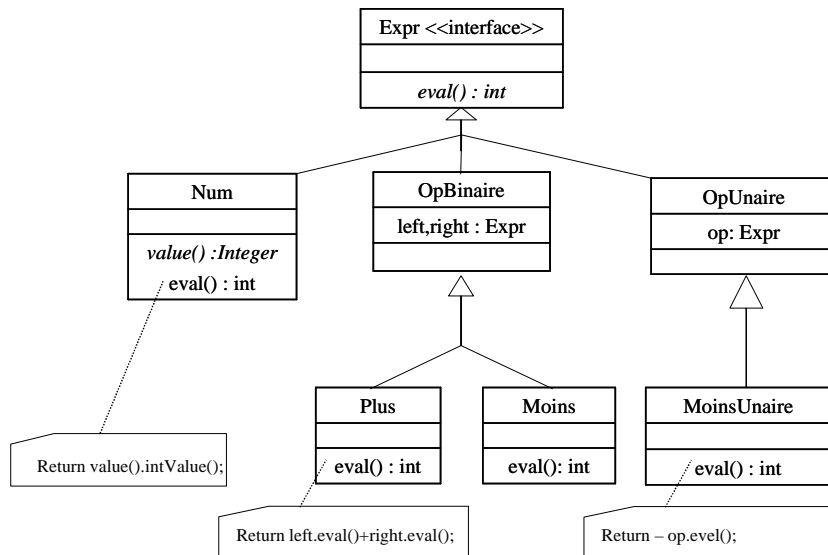 Expr <<interface>>
eval() : int
Num
value() :Integer
eval() : int
OpBinaire
left,right : Expr
OpUnaire
op: Expr
Plus
eval() : int
Moins
eval(): int
MoinsUnaire
eval() : int
Return value().intValue();
Return left.eval()+right.eval();
Return – op.evel();